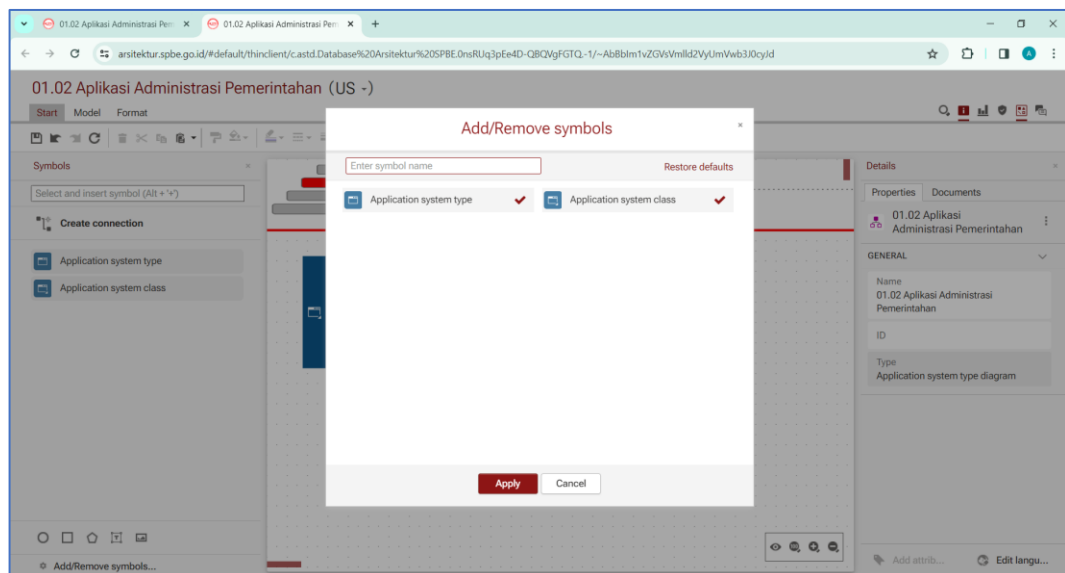 01.02 Aplikasi Administrasi Pem
01.02 Aplikasi Administrasi Pem
arsitektur.spbe.go.id/#default/thinclient/c.astd.Database%20Arsitektur%20SPBE.0nsRUq3pEe4D-QBQVgFGTQ.-1/~AbBbIm1vZGVsVmlld2VyUmVwb3J0cyJd
01.02 Aplikasi Administrasi Pemerintahan (US -)
Start Model Format
Add/Remove symbols
Symbols
Enter symbol name
Restore defaults
Details
Select and insert symbol (Alt + '+')
Application system type
Application system class
Properties Documents
Create connection
01.02 Aplikasi
Administrasi Pemerintahan
Application system type
GENERAL
Application system class
Name
01.02 Aplikasi Administrasi
Pemerintahan
ID
Type
Application system type diagram
Apply
Cancel
Add/Remove symbols...
Add attrib...
Edit langu...